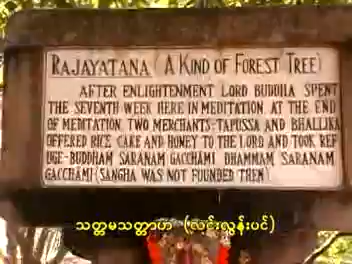 RAJAYATANA (A KIND OF FOREST TREE)
AFTER ENLIGHTENMENT LORD BUDDHA SPENT
THE SEVENTH WEEK HERE IN MEDITATION. AT THE END
OF MEDITATION, TWO MERCHANTS-TAPUSSA AND BHALLIKA
OFFERED RICE CAKE AND HONEY TO THE LORD AND TOOK REF
UGE-BUDDHAM SARANAM GACCHAMI DHAMMAM SARANAM
GACCHAMI (SANGHA WAS NOT FOUNDED THEN).
သတ္တမသတ္တာဟ (လင်းလွန်းပင်)